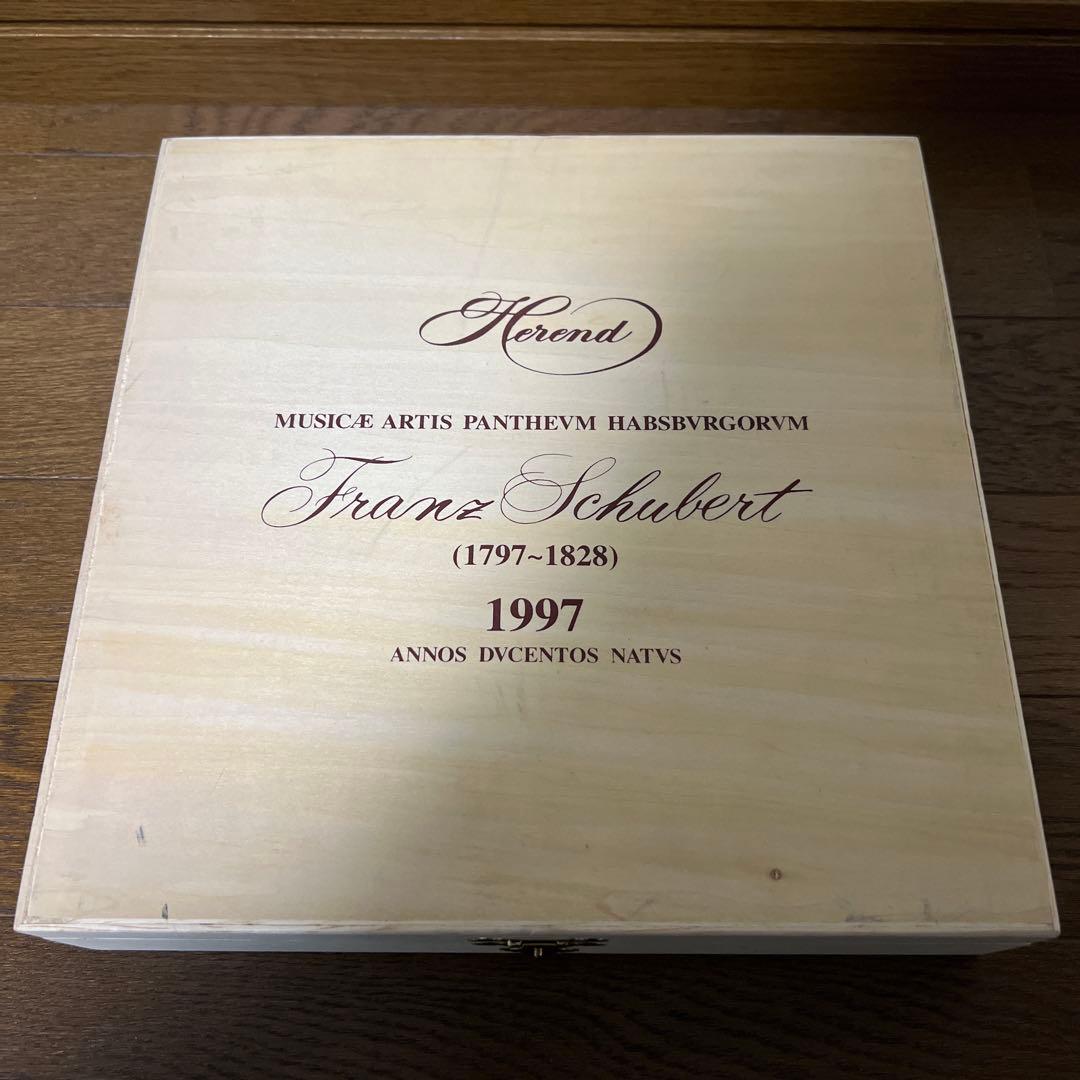 Herend
MUSICÆ ARTIS PANTHEVM HABSBVRGORVM
Franz Schubert
(1797~1828)
1997
ANNOS DVCENTOS NATVS